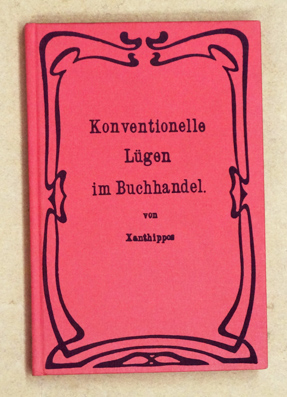 Konventionelle
Lügen
im Buchhandel.
von
Xanthippos